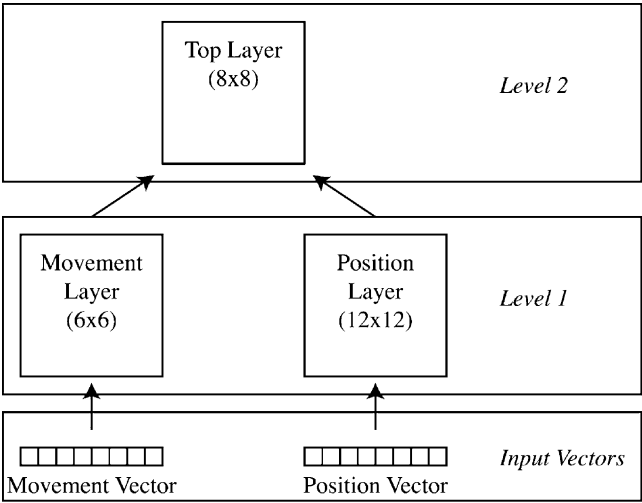 Top Layer
(8x8)
Level 2
Movement
Layer
(6x6)
Position
Layer
(12x12)
Level 1
Input Vectors
Movement Vector
Position Vector